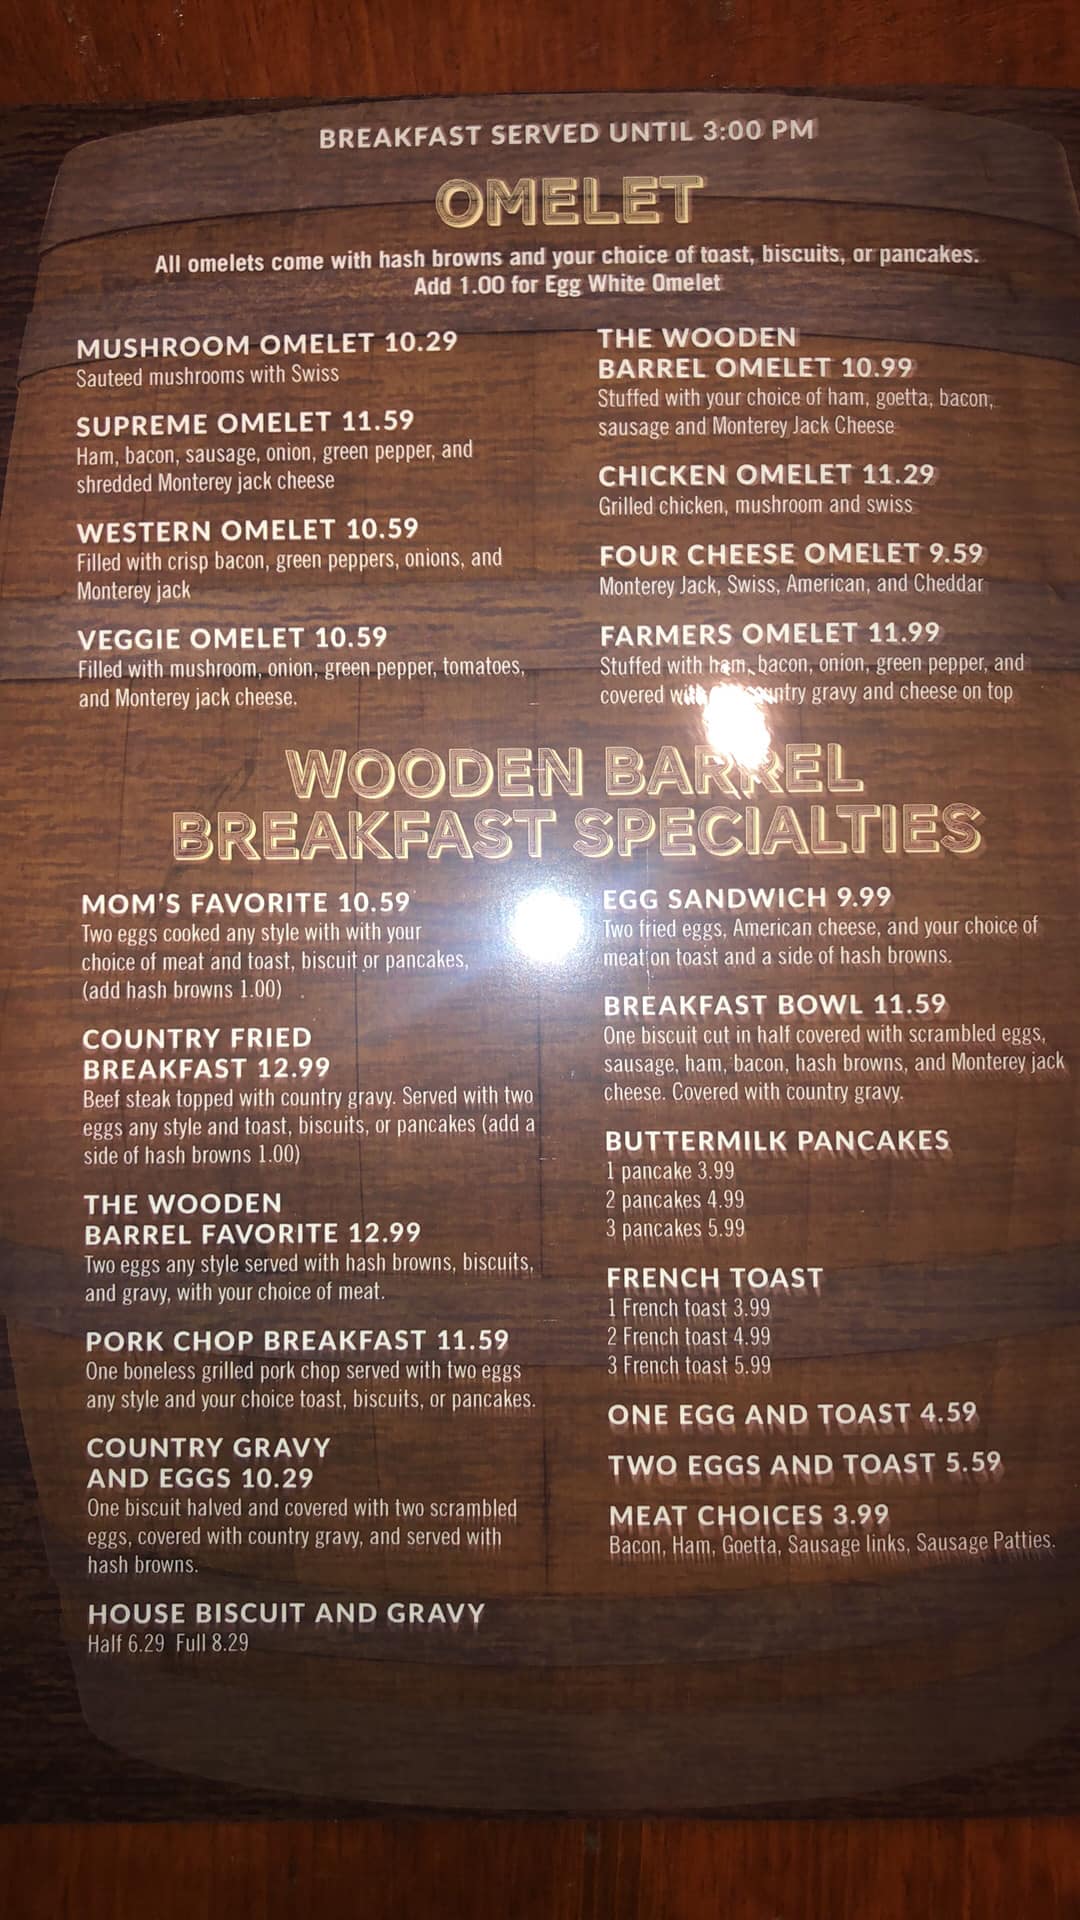 BREAKFAST SERVED UNTIL 3:00 PM
OMELET
All omelets come with hash browns and your choice of toast, biscuits, or pancakes.
Add 1.00 for Egg White Omelet
MUSHROOM OMELET 10.29
Sauteed mushrooms with Swiss
SUPREME OMELET 11.59
Ham, bacon, sausage, onion, green pepper, and
shredded Monterey jack cheese
WESTERN OMELET 10.59
Filled with crisp bacon, green peppers, onions, and
Monterey jack
VEGGIE OMELET 10.59
Filled with mushroom, onion, green pepper, tomatoes,
and Monterey jack cheese.
THE WOODEN
BARREL OMELET 10.99
Stuffed with your choice of ham, goetta, bacon,
sausage and Monterey Jack Cheese
CHICKEN OMELET 11.29
Grilled chicken, mushroom and swiss
FOUR CHEESE OMELET 9.59
Monterey Jack, Swiss, American, and Cheddar
FARMERS OMELET 11.99
Stuffed with ham, bacon, onion, green pepper, and
covered with country gravy and cheese on top
WOODEN BARREL
BREAKFAST SPECIALTIES
MOM'S FAVORITE 10.59
Two eggs cooked any style with with your
choice of meat and toast, biscuit or pancakes,
(add hash browns 1.00)
COUNTRY FRIED
BREAKFAST 12.99
Beef steak topped with country gravy. Served with two
eggs any style and toast, biscuits, or pancakes (add a
side of hash browns 1.00)
THE WOODEN
BARREL FAVORITE 12.99
Two eggs any style served with hash browns, biscuits,
and gravy, with your choice of meat.
PORK CHOP BREAKFAST 11.59
One boneless grilled pork chop served with two eggs
any style and your choice toast, biscuits, or pancakes.
COUNTRY GRAVY
AND EGGS 10.29
One biscuit halved and covered with two scrambled
eggs, covered with country gravy, and served with
hash browns.
HOUSE BISCUIT AND GRAVY
Half 6.29 Full 8.29
EGG SANDWICH 9.99
Two fried eggs, American cheese, and your choice of
meat on toast and a side of hash browns.
BREAKFAST BOWL 11.59
One biscuit cut in half covered with scrambled eggs,
sausage, ham, bacon, hash browns, and Monterey jack
cheese. Covered with country gravy.
BUTTERMILK PANCAKES
1 pancake 3.99
2 pancakes 4.99
3 pancakes 5.99
FRENCH TOAST
1 French toast 3.99
2 French toast 4.99
3 French toast 5.99
ONE EGG AND TOAST 4.59
TWO EGGS AND TOAST 5.59
MEAT CHOICES 3.99
Bacon, Ham, Goetta, Sausage links, Sausage Patties.